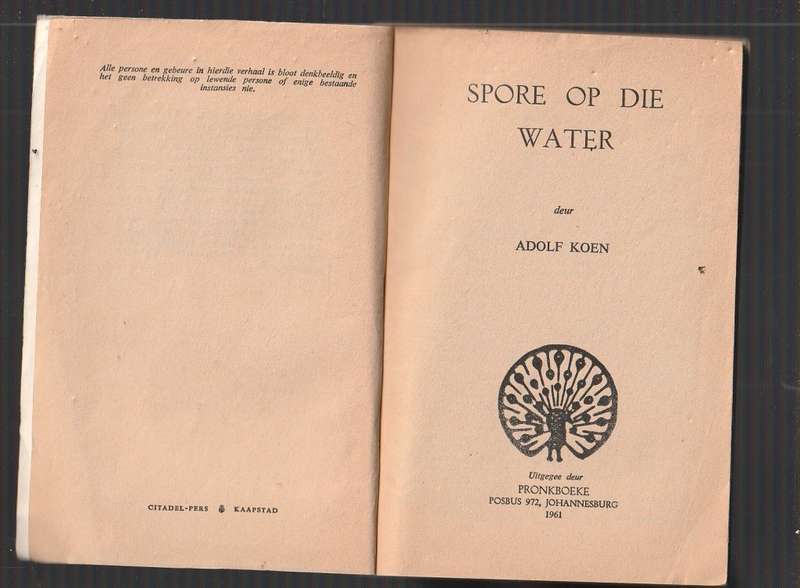 Alle persone en gebeure in hierdie verhaal is bloot denkbeeldig en
het geen betrekking op lewende persone of enige bestaande
instansies nie.
CITADEL-PERS KAAPSTAD
SPORE OP DIE
WATER
deur
ADOLF KOEN
Uitgegee deur
PRONKBOEKE
POSBUS 972, JOHANNESBURG
1961